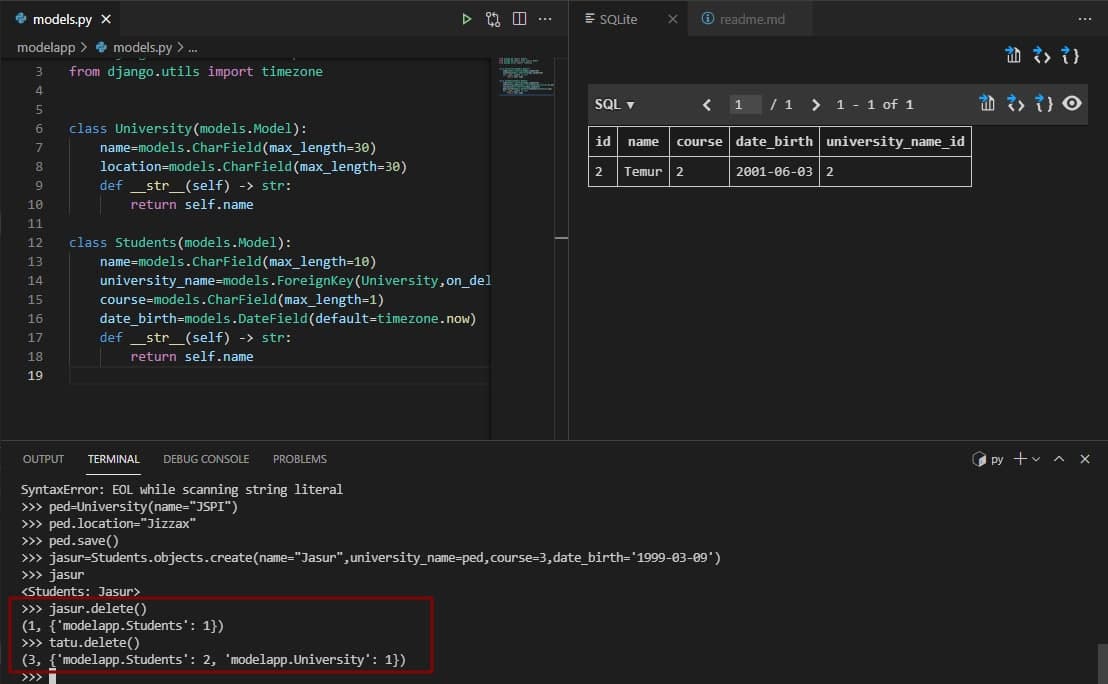 models.py
SQLite
readme.md
modelapp > models.py > ...
3 from django.utils import timezone
4
5
6 class University(models.Model):
7 name=models.CharField(max_length=30)
8 location=models.CharField(max_length=30)
9 def __str__(self) -> str:
10 return self.name
11
12 class Students(models.Model):
13 name=models.CharField(max_length=10)
14 university_name=models.ForeignKey(University,on_del
15 course=models.CharField(max_length=1)
16 date_birth=models.DateField(default=timezone.now)
17 def __str__(self) -> str:
18 return self.name
19
SQL ▼ < 1 / 1 > 1 - 1 of 1
id name course date_birth university_name_id
2 Temur 2 2001-06-03 2
OUTPUT TERMINAL DEBUG CONSOLE PROBLEMS
py
SyntaxError: EOL while scanning string literal
>>> ped=University(name="JSPI")
>>> ped.location="Jizzax"
>>> ped.save()
>>> jasur=Students.objects.create(name="Jasur",university_name=ped,course=3,date_birth='1999-03-09')
>>> jasur
<Students: Jasur>
>>> jasur.delete()
(1, {'modelapp.Students': 1})
>>> tatu.delete()
(3, {'modelapp.Students': 2, 'modelapp.University': 1})
>>>